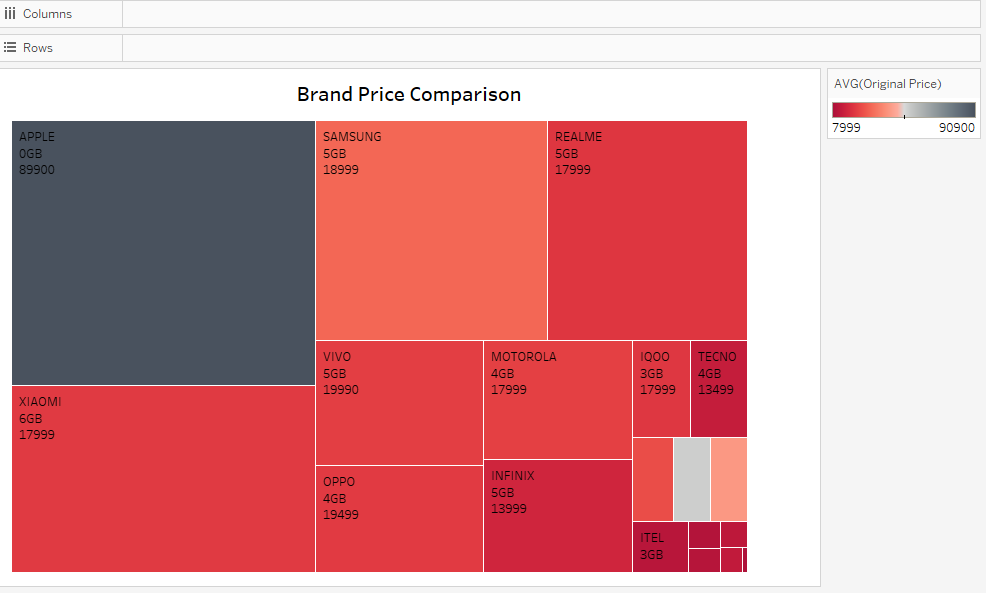 Columns
Rows
Brand Price Comparison
AVG(Original Price)
7999 90900
APPLE
0GB
89900
SAMSUNG
5GB
18999
REALME
5GB
17999
XIAOMI
6GB
17999
VIVO
5GB
19990
OPPO
4GB
19499
MOTOROLA
4GB
17999
INFINIX
5GB
13999
IQOO
3GB
17999
TECNO
4GB
13499
ITEL
3GB